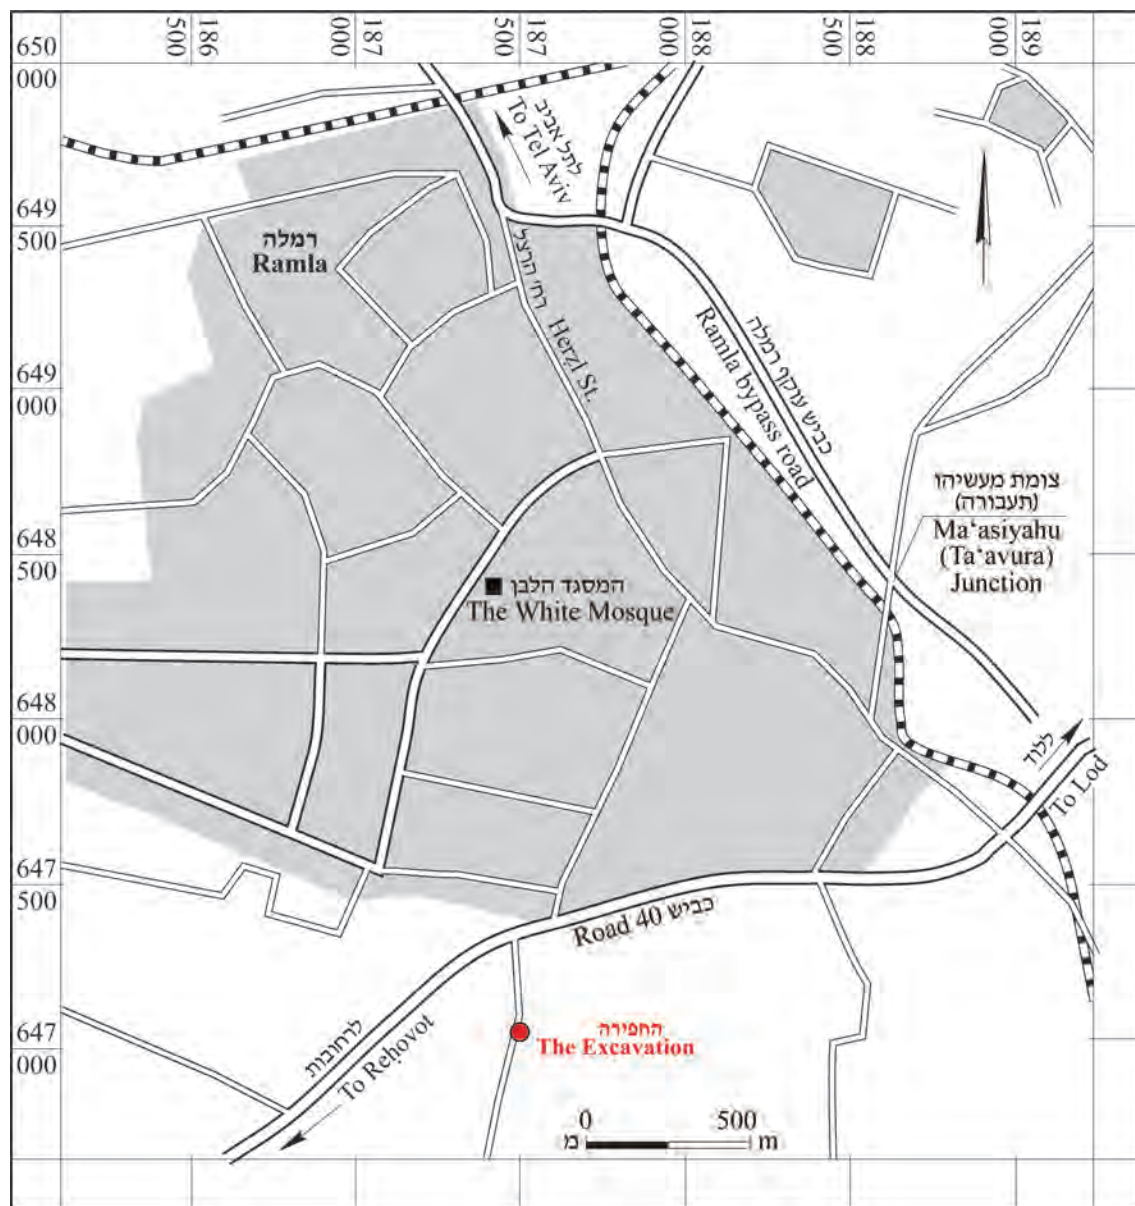 186
500
187
000
187
500
188
000
188
500
189
000
650
000
649
500
649
000
648
500
648
000
647
500
647
000
לתל אביב
To Tel Aviv
רמלה
Ramla
רח' הרצל
Herzl St.
כביש עוקף רמלה
Ramla bypass road
צומת מעשיהו
(תעבורה)
Ma'asiyahu
(Ta'avura)
Junction
המסגד הלבן
The White Mosque
ללוד
To Lod
כביש 40 Road
לרחובות
To Rehovot
החפירה
The Excavation
0 500
מ m